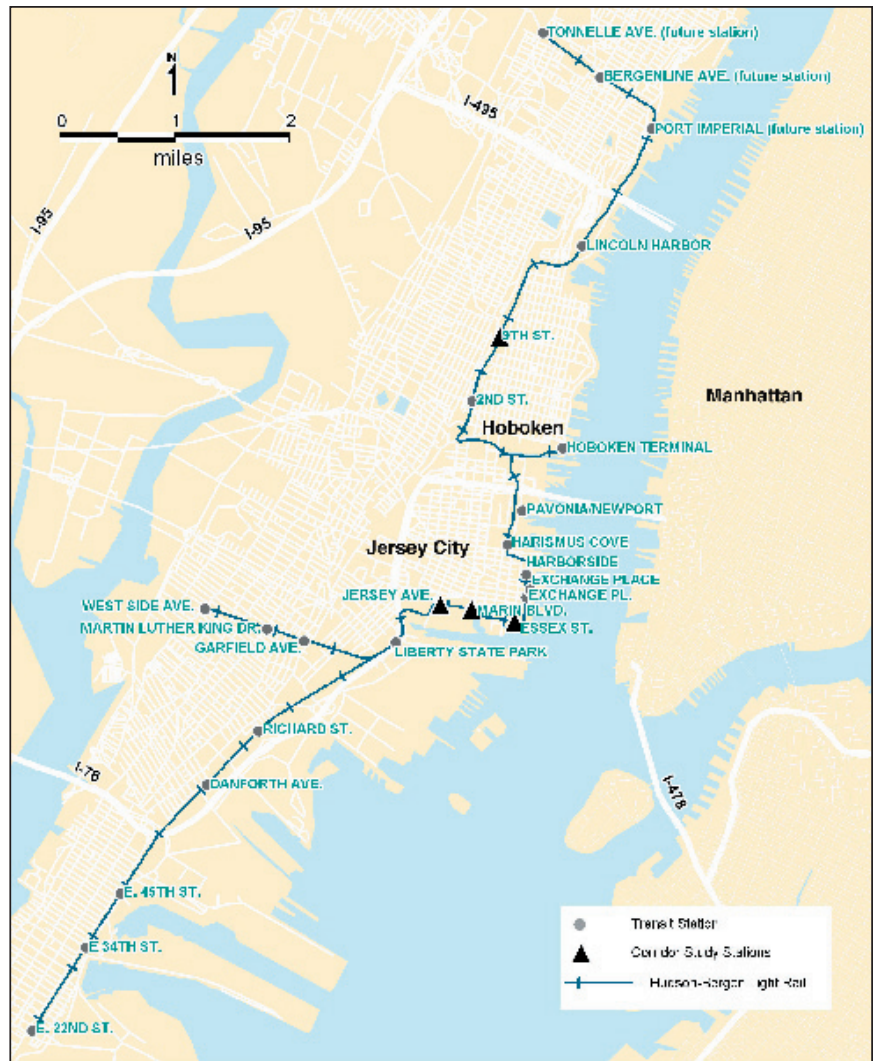 TONNELLE AVE. (future station)
BERGENLINE AVE. (future station)
PORT IMPERIAL (future station)
N
0 1 2
miles
I-495
I-95
I-95
LINCOLN HARBOR
9TH ST.
2ND ST.
Manhattan
Hoboken
HOBOKEN TERMINAL
PAVONIA/NEWPORT
HARISMUS COVE
Jersey City
HARBORSIDE
EXCHANGE PLACE
EXCHANGE PL.
JERSEY AVE.
MARIN BLVD.
ESSEX ST.
WEST SIDE AVE.
MARTIN LUTHER KING DR.
GARFIELD AVE.
LIBERTY STATE PARK
RICHARD ST.
I-78
DANFORTH AVE.
I-478
E. 45TH ST.
E 34TH ST.
E. 22ND ST.
Transit Station
Corridor Study Stations
Hudson-Bergen Light Rail